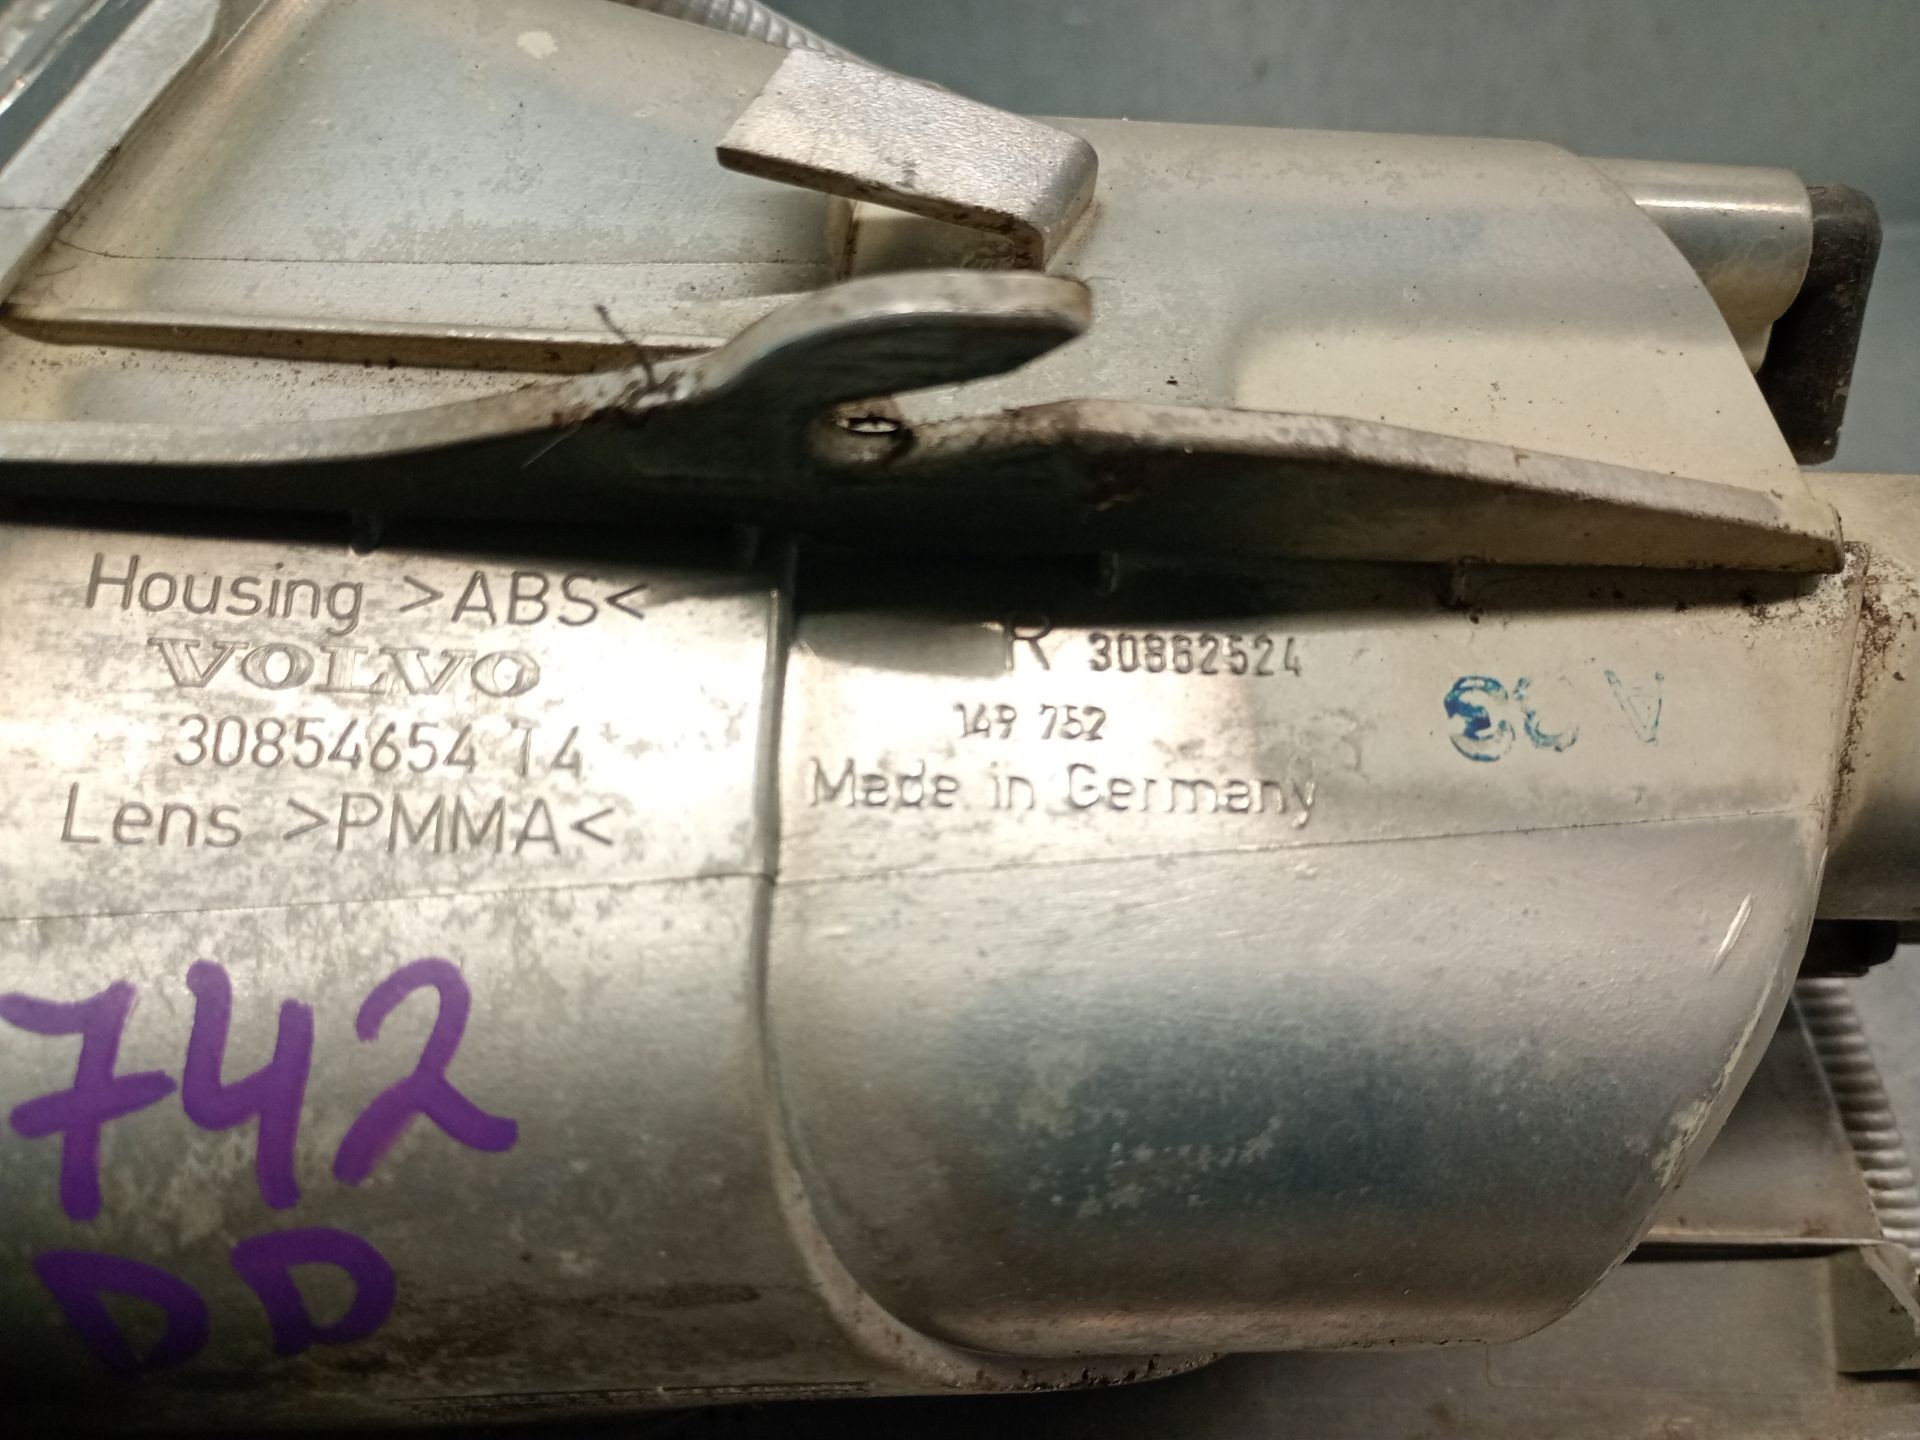 Housing >ABS<
VOLVO
30854654 14
Lens >PMMA<
R 30862524
149 752
Made in Germany
742
DD